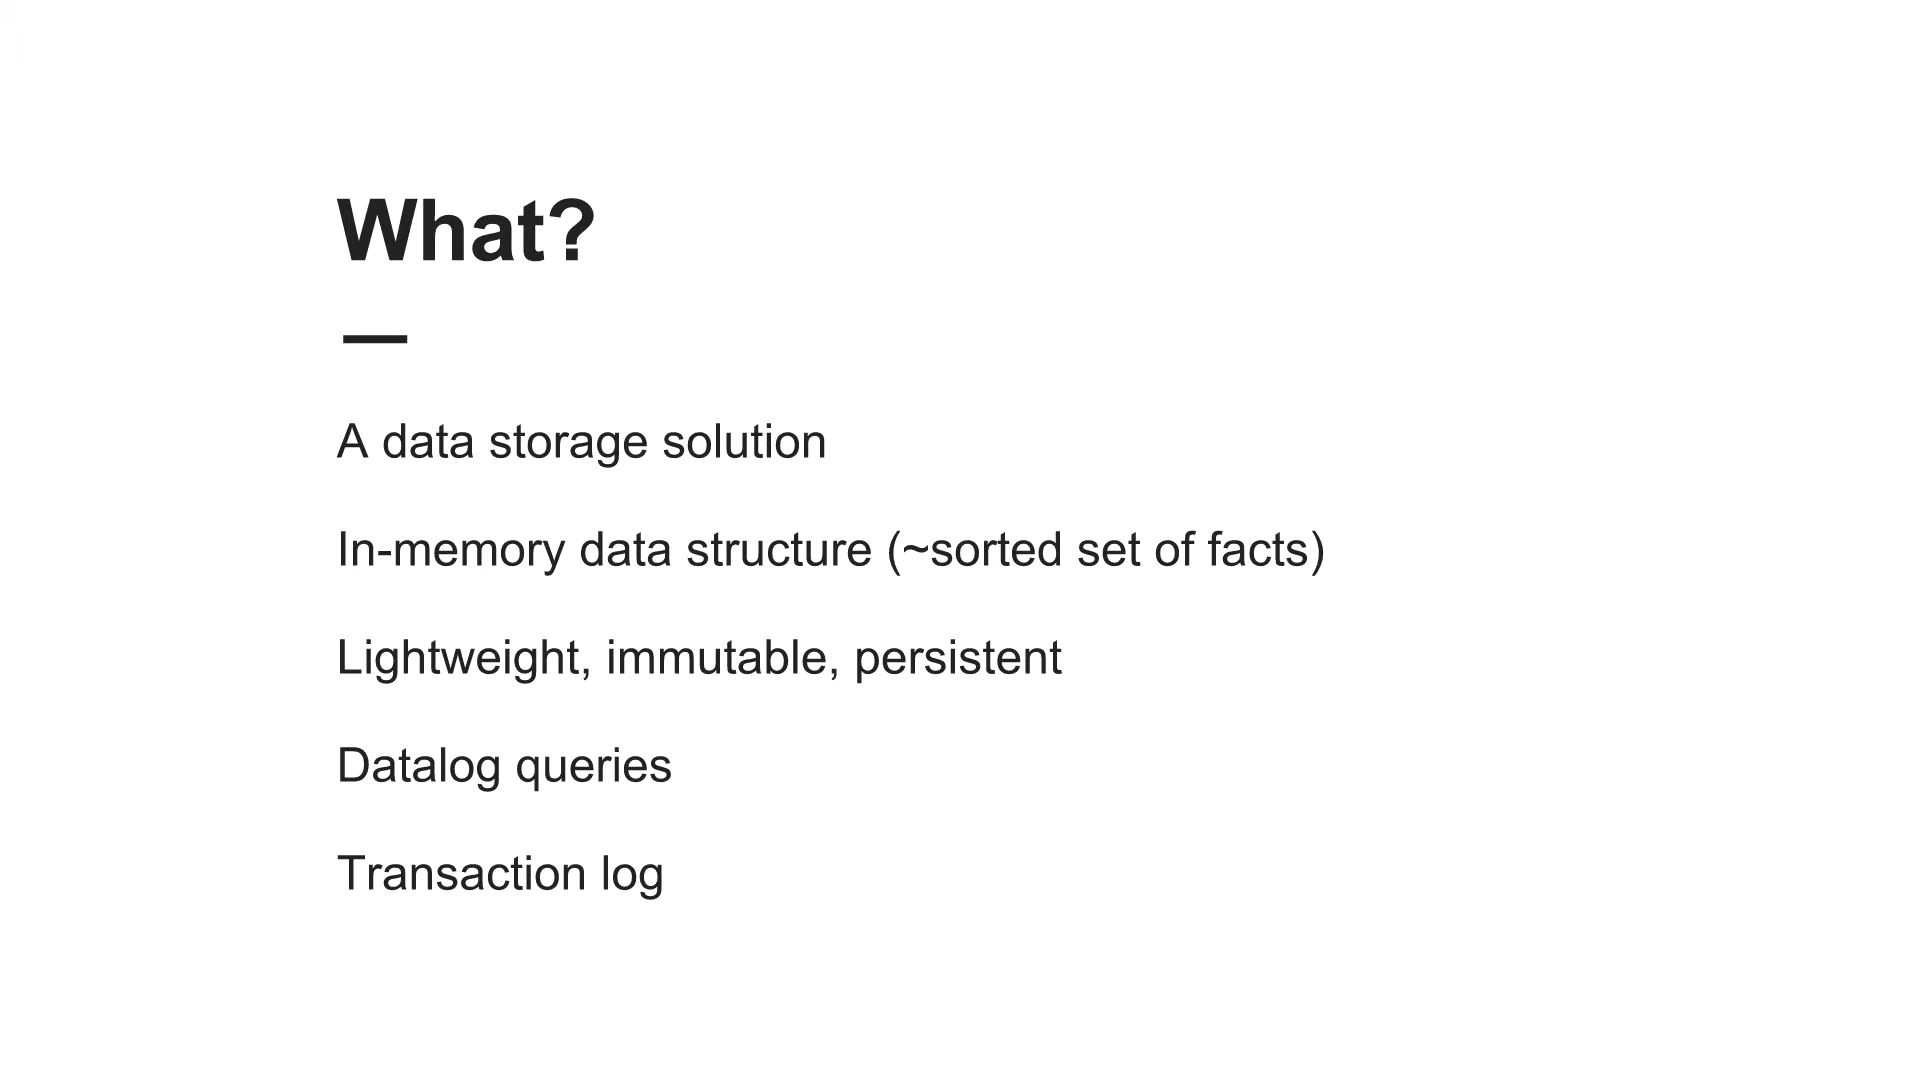 What?
A data storage solution
In-memory data structure (~sorted set of facts)
Lightweight, immutable, persistent
Datalog queries
Transaction log